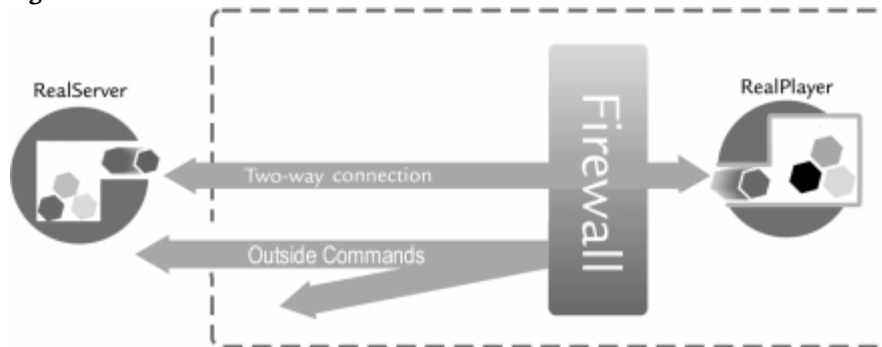 RealServer
RealPlayer
Firewall
Two-way connection
Outside Commands